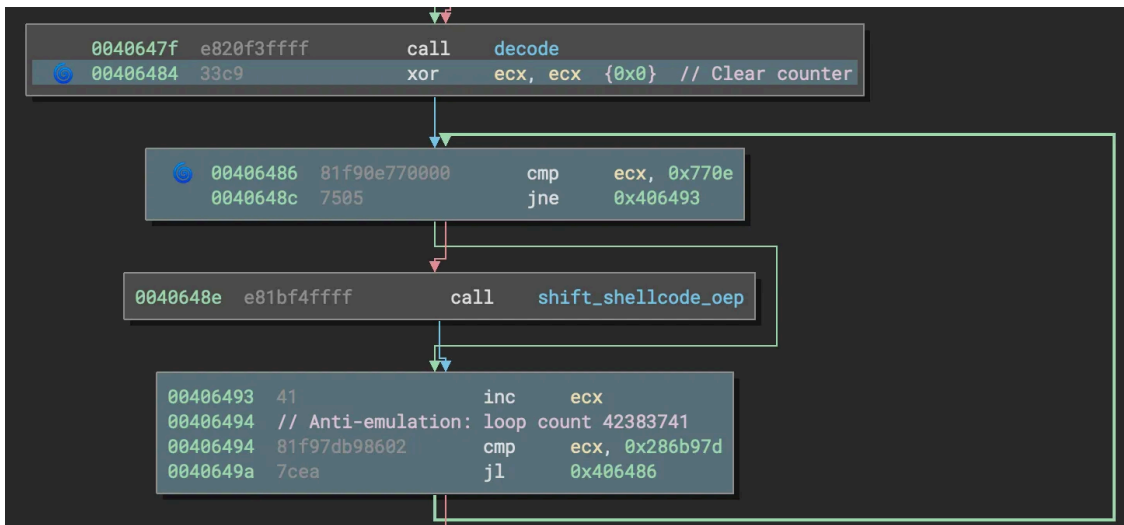 0040647f e820f3ffff call decode
00406484 33c9 xor ecx, ecx {0x0} // Clear counter
00406486 81f90e770000 cmp ecx, 0x770e
0040648c 7505 jne 0x406493
0040648e e81bf4ffff call shift_shellcode_oep
00406493 41 inc ecx
00406494 // Anti-emulation: loop count 42383741
00406494 81f97db98602 cmp ecx, 0x286b97d
0040649a 7cea jl 0x406486